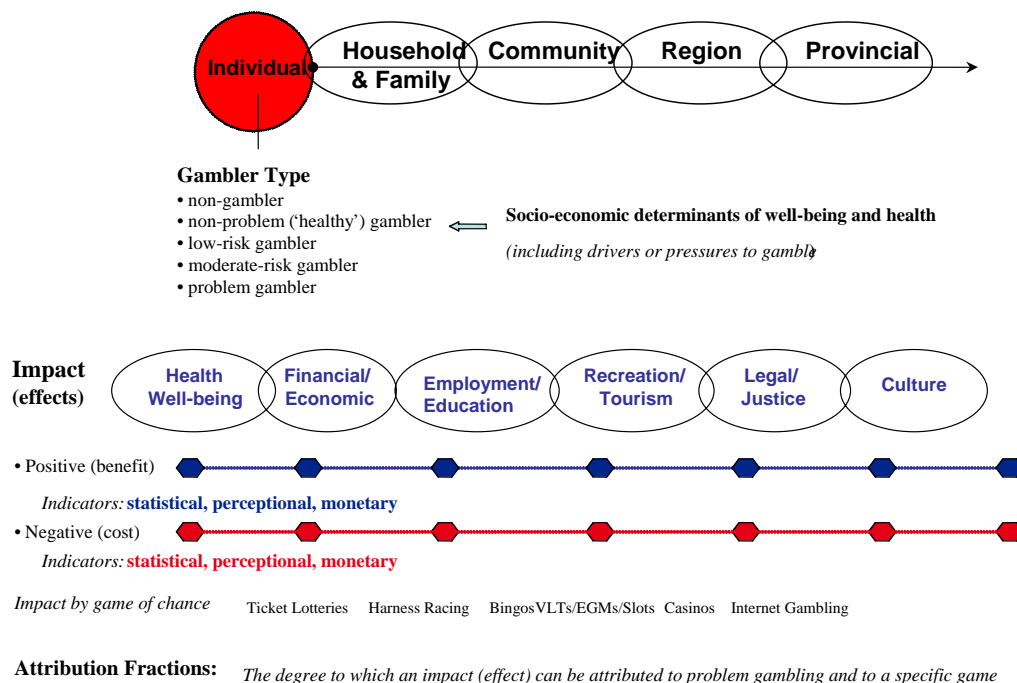 Individual
Household & Family
Community
Region
Provincial
Gambler Type
• non-gambler
• non-problem (‘healthy’) gambler
• low-risk gambler
• moderate-risk gambler
• problem gambler
Socio-economic determinants of well-being and health
(including drivers or pressures to gamble)
Impact
(effects)
Health
Well-being
Financial/
Economic
Employment/
Education
Recreation/
Tourism
Legal/
Justice
Culture
• Positive (benefit)
Indicators: statistical, perceptional, monetary
• Negative (cost)
Indicators: statistical, perceptional, monetary
Impact by game of chance Ticket Lotteries Harness Racing Bingos VLTs/EGMs/Slots Casinos Internet Gambling
Attribution Fractions: The degree to which an impact (effect) can be attributed to problem gambling and to a specific game